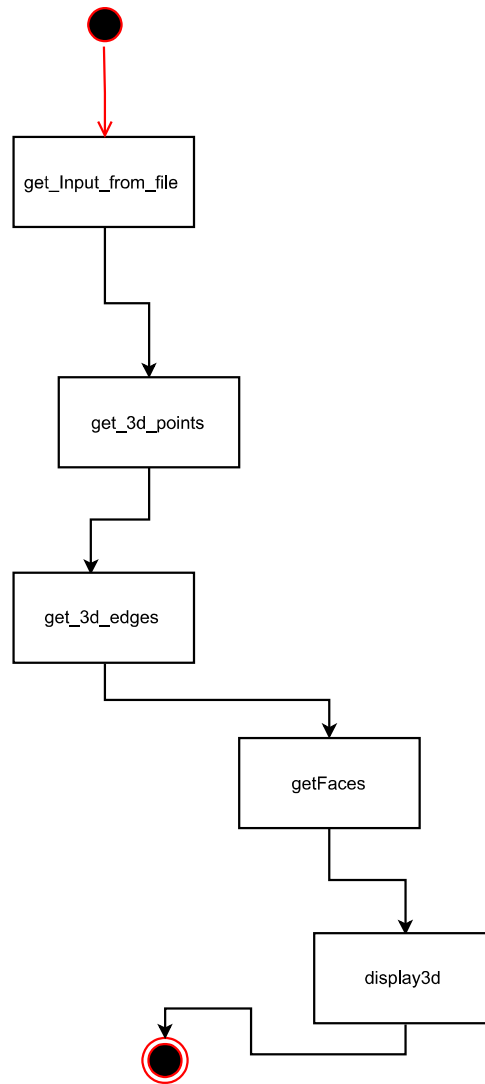 get_Input_from_file
get_3d_points
get_3d_edges
getFaces
display3d